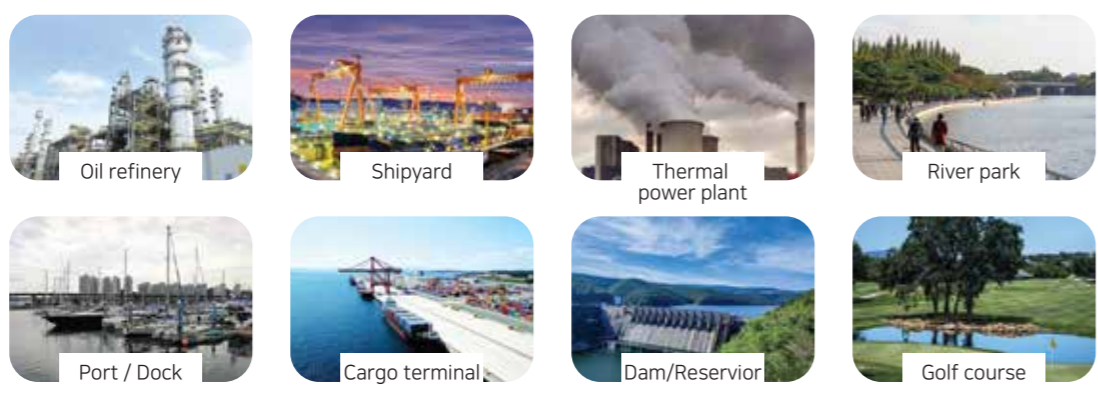 Oil refinery
Shipyard
Thermal
power plant
River park
Port / Dock
Cargo terminal
Dam/Reservior
Golf course